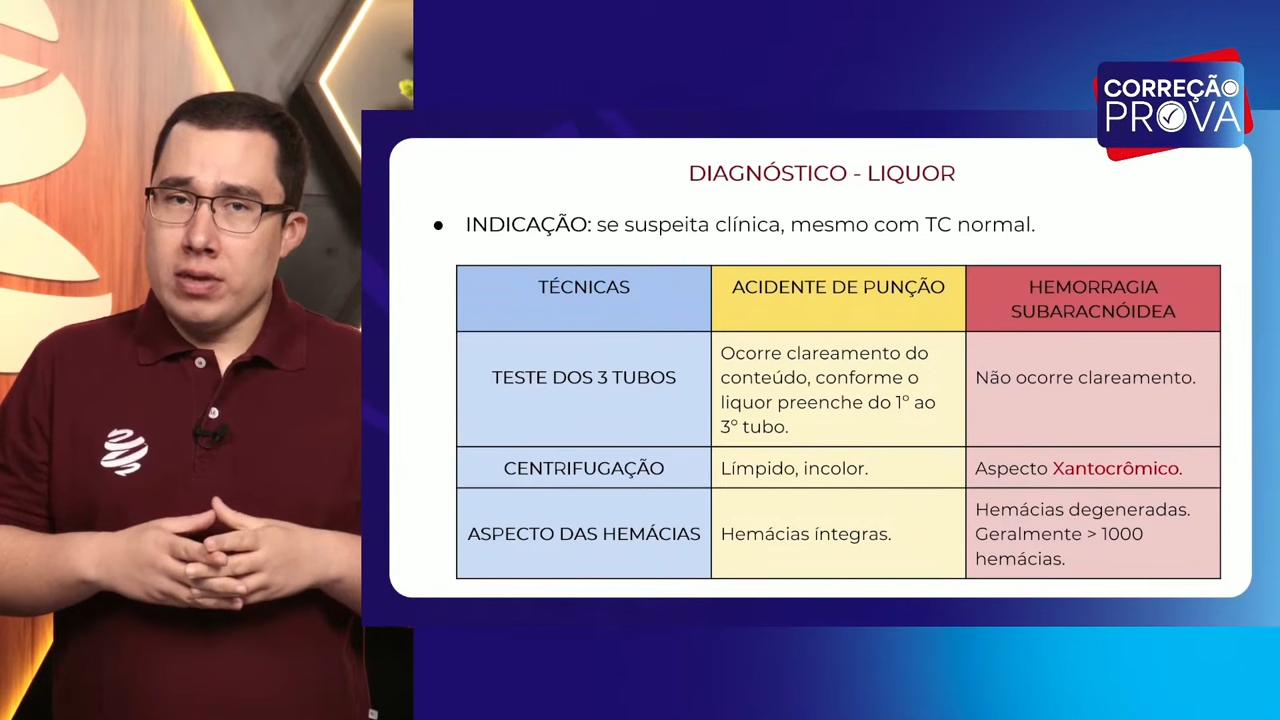 CORREÇÃO
PROVA
DIAGNÓSTICO - LIQUOR
● INDICAÇÃO: se suspeita clínica, mesmo com TC normal.
TÉCNICAS
ACIDENTE DE PUNÇÃO
HEMORRAGIA
SUBARACNÓIDEA
TESTE DOS 3 TUBOS
Ocorre clareamento do
conteúdo, conforme o
liquor preenche do 1º ao
3º tubo.
Não ocorre clareamento.
CENTRIFUGAÇÃO
Límpido, incolor.
Aspecto Xantocrômico.
ASPECTO DAS HEMÁCIAS
Hemácias íntegras.
Hemácias degeneradas.
Geralmente > 1000
hemácias.